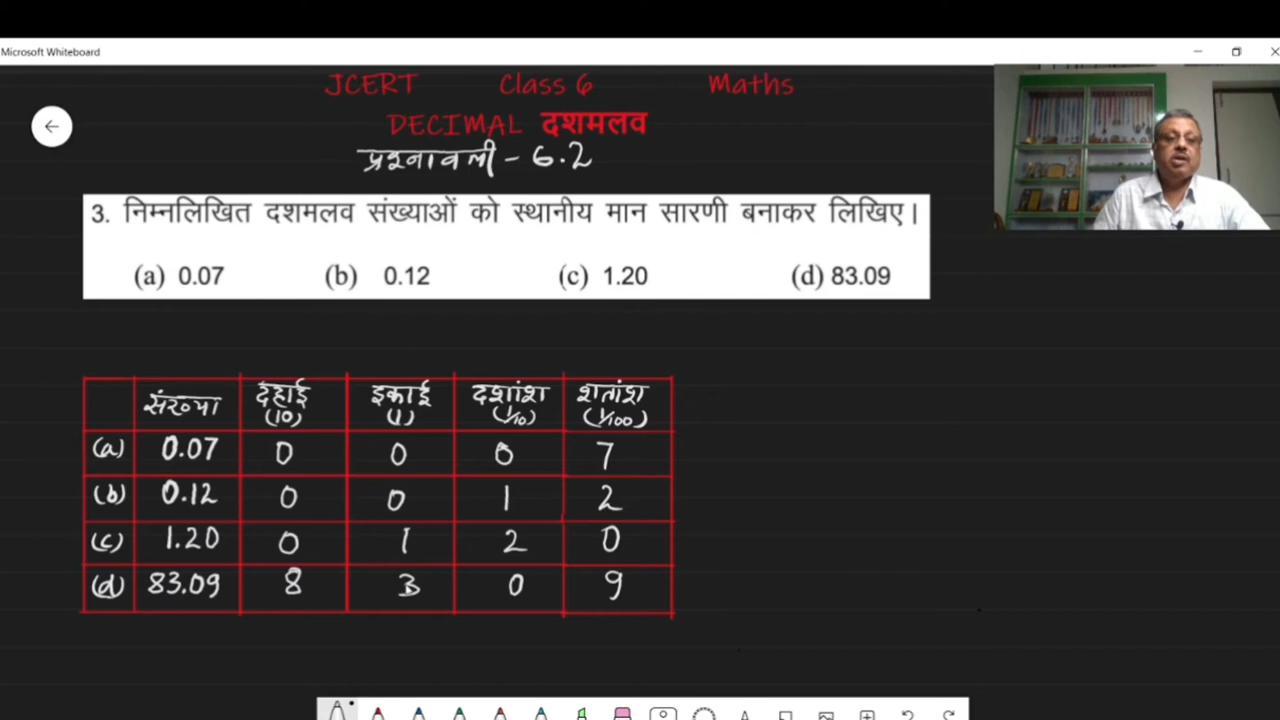 Microsoft Whiteboard
JCERT Class 6 Maths
DECIMAL दशमलव
प्रश्नावली - 6.2
3. निम्नलिखित दशमलव संख्याओं को स्थानीय मान सारणी बनाकर लिखिए।
(a) 0.07 (b) 0.12 (c) 1.20 (d) 83.09
संख्या दहाई (10) इकाई (1) दशांश (1/10) शतांश (1/100)
(a) 0.07 0 0 0 7
(b) 0.12 0 0 1 2
(c) 1.20 0 1 2 0
(d) 83.09 8 3 0 9